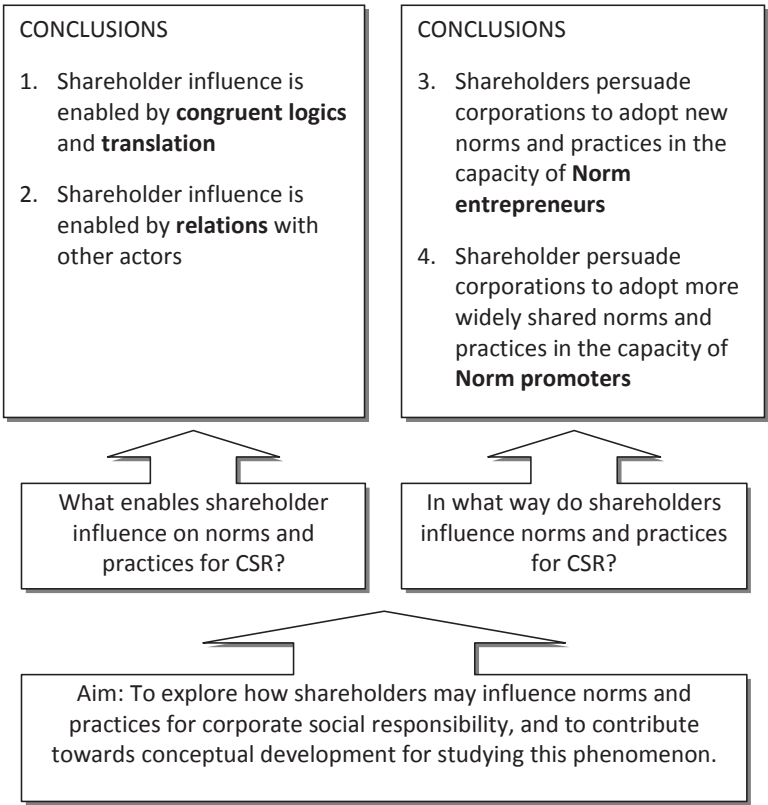 CONCLUSIONS
1. Shareholder influence is
enabled by congruent logics
and translation
2. Shareholder influence is
enabled by relations with
other actors
CONCLUSIONS
3. Shareholders persuade
corporations to adopt new
norms and practices in the
capacity of Norm
entrepreneurs
4. Shareholder persuade
corporations to adopt more
widely shared norms and
practices in the capacity of
Norm promoters
What enables shareholder
influence on norms and
practices for CSR?
In what way do shareholders
influence norms and practices
for CSR?
Aim: To explore how shareholders may influence norms and
practices for corporate social responsibility, and to contribute
towards conceptual development for studying this phenomenon.